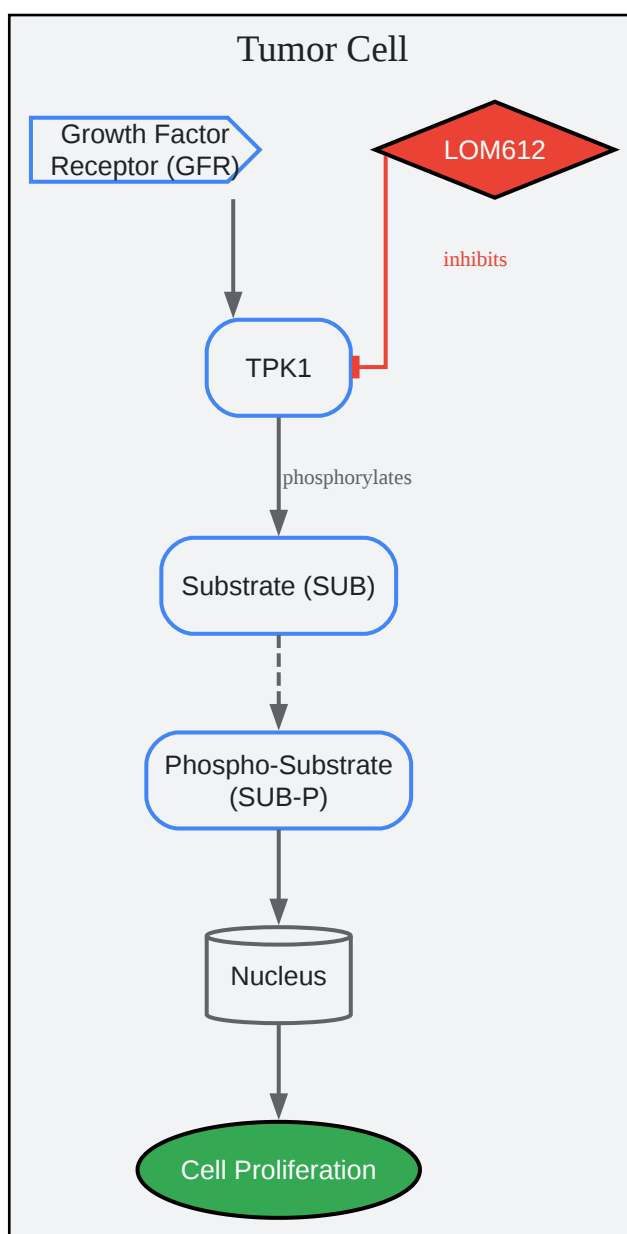 Tumor Cell
Growth Factor
Receptor (GFR)
LOM612
inhibits
TPK1
phosphorylates
Substrate (SUB)
Phospho-Substrate
(SUB-P)
Nucleus
Cell Proliferation